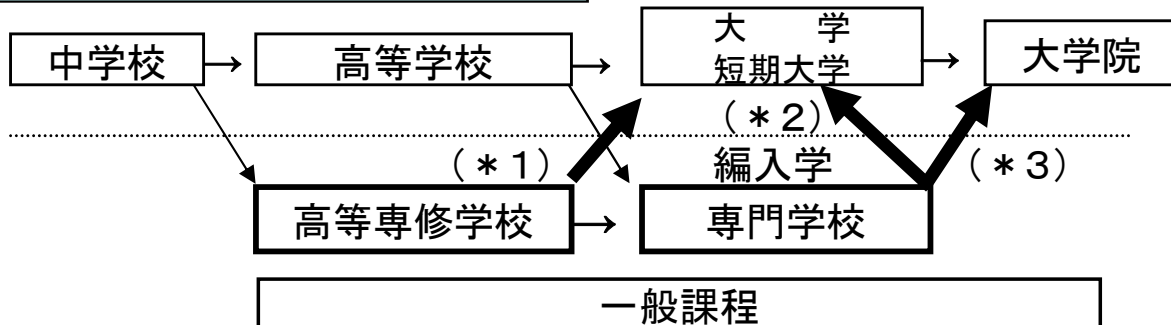 中学校
高等学校
大　　学
短期大学
大学院
(*2)
(*1)
編入学
(*3)
高等専修学校
専門学校
一般課程